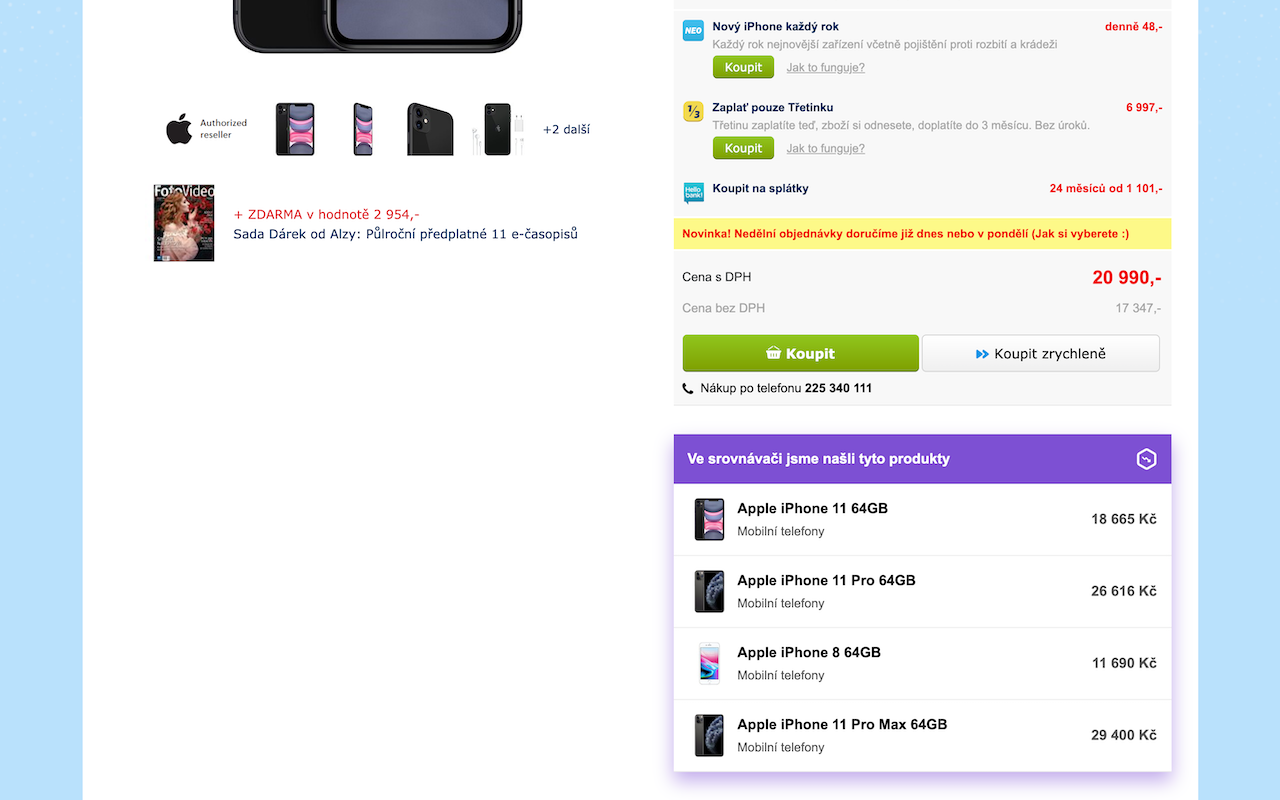 NEO
Nový iPhone každý rok
denně 48,-
Každý rok nejnovější zařízení včetně pojištění proti rozbití a krádeži
Koupit
Jak to funguje?
1/3
Zaplať pouze Třetinku
6 997,-
Třetinu zaplatíte teď, zboží si odnesete, doplatíte do 3 měsícu. Bez úroků.
Koupit
Jak to funguje?
Hello bank!
Koupit na splátky
24 měsíců od 1 101,-
Novinka! Nedělní objednávky doručíme již dnes nebo v pondělí (Jak si vyberete :)
Cena s DPH
20 990,-
Cena bez DPH
17 347,-
Koupit
Koupit zrychleně
Nákup po telefonu 225 340 111
Authorized
reseller
+2 další
FotoVideo
+ ZDARMA v hodnotě 2 954,-
Sada Dárek od Alzy: Půlroční předplatné 11 e-časopisů
Ve srovnávači jsme našli tyto produkty
Apple iPhone 11 64GB
Mobilní telefony
18 665 Kč
Apple iPhone 11 Pro 64GB
Mobilní telefony
26 616 Kč
Apple iPhone 8 64GB
Mobilní telefony
11 690 Kč
Apple iPhone 11 Pro Max 64GB
Mobilní telefony
29 400 Kč